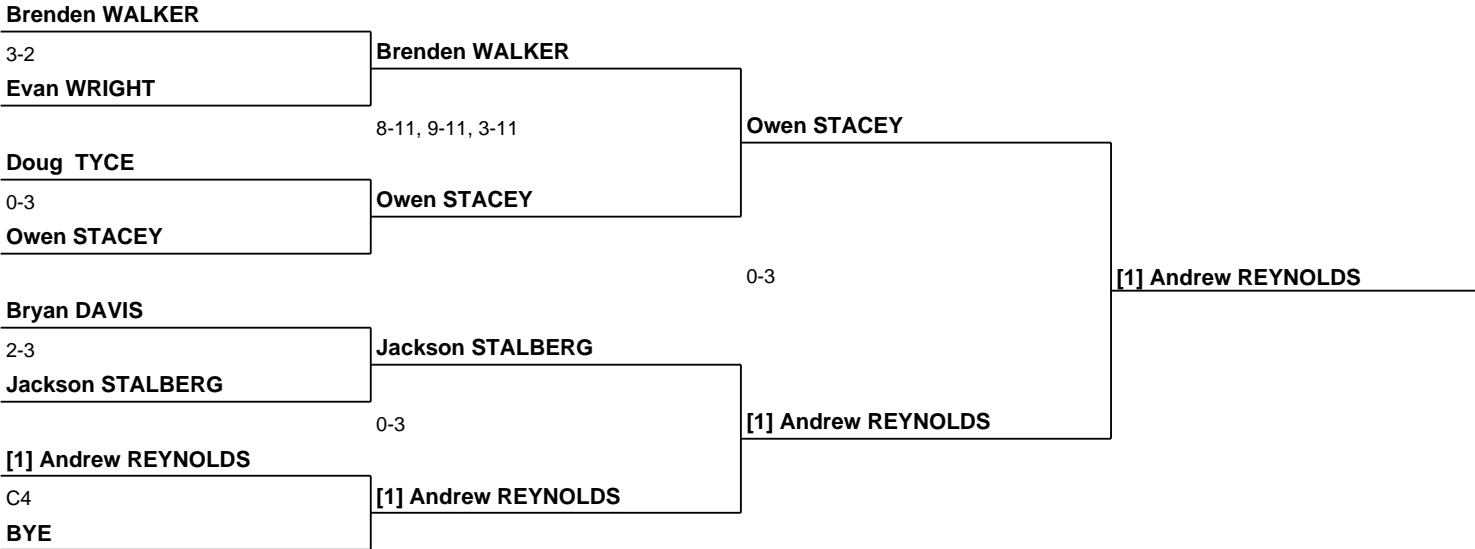 Brenden WALKER
3-2
Brenden WALKER
Evan WRIGHT
8-11, 9-11, 3-11
Owen STACEY
Doug  TYCE
0-3
Owen STACEY
Owen STACEY
0-3
[1] Andrew REYNOLDS
Bryan DAVIS
2-3
Jackson STALBERG
Jackson STALBERG
0-3
[1] Andrew REYNOLDS
[1] Andrew REYNOLDS
C4
[1] Andrew REYNOLDS
BYE